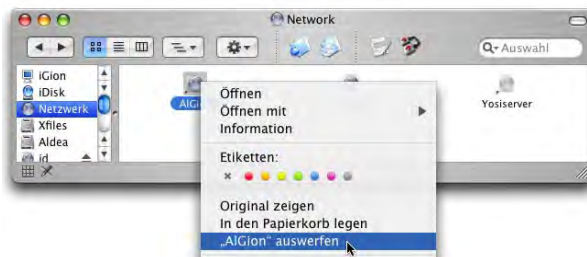 Network
Auswahl
iGion
iDisk
Netzwerk
Xfiles
Aldea
id
Yosiserver
Öffnen
Öffnen mit
Information
Etiketten:
Original zeigen
In den Papierkorb legen
„AlGion" auswerfen